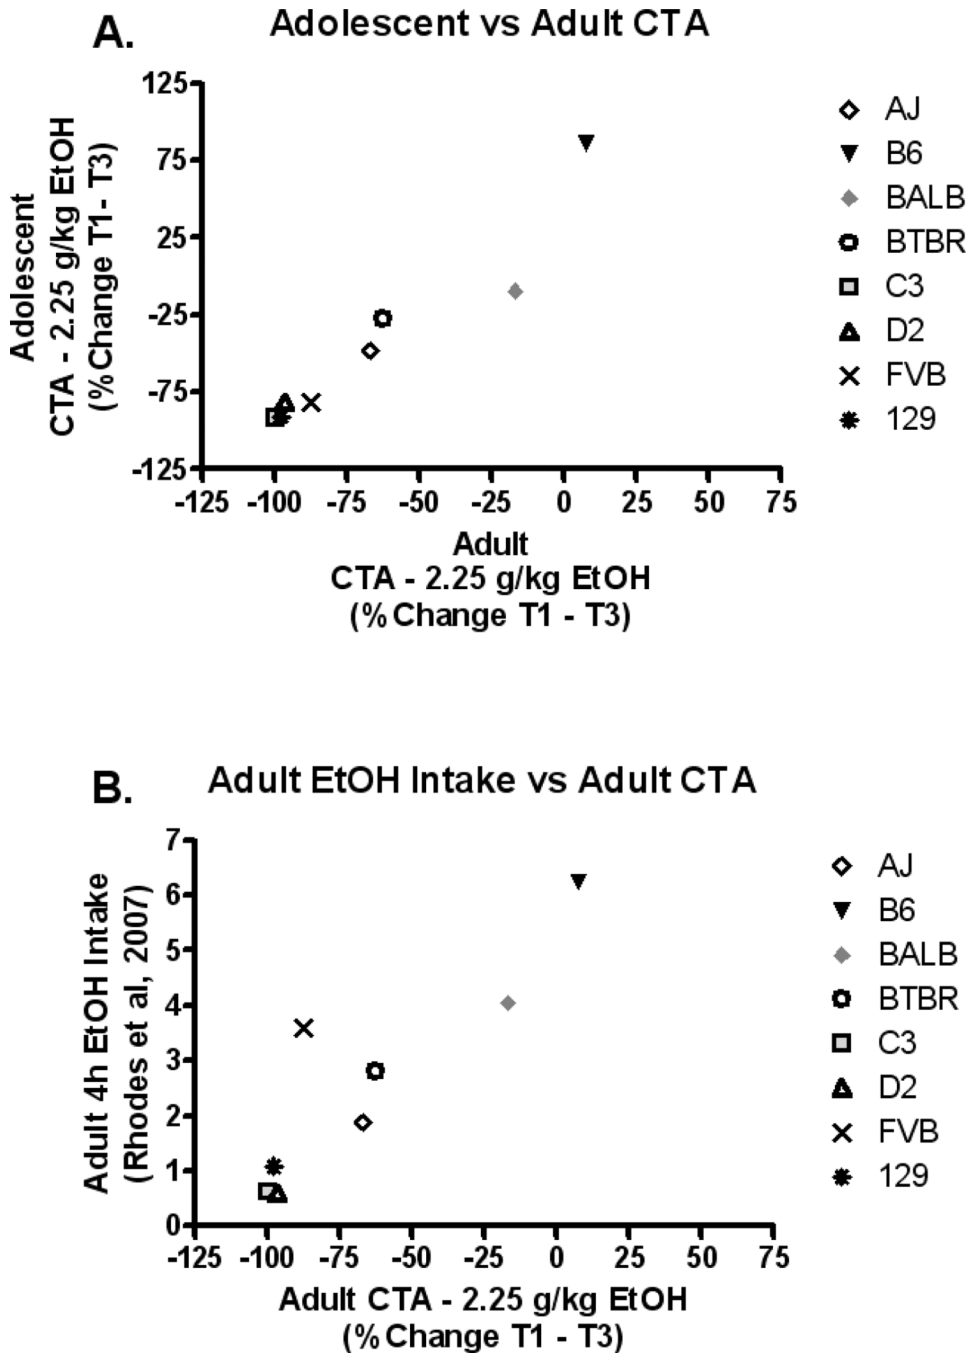 A.
Adolescent vs Adult CTA
Adolescent
CTA - 2.25 g/kg EtOH
(%Change T1- T3)
125
75
25
-25
-75
-125
-125 -100 -75 -50 -25 0 25 50 75
Adult
CTA - 2.25 g/kg EtOH
(%Change T1 - T3)
AJ
B6
BALB
BTBR
C3
D2
FVB
129
B.
Adult EtOH Intake vs Adult CTA
Adult 4h EtOH Intake
(Rhodes et al, 2007)
7
6
5
4
3
2
1
0
-125 -100 -75 -50 -25 0 25 50 75
Adult CTA - 2.25 g/kg EtOH
(%Change T1 - T3)
AJ
B6
BALB
BTBR
C3
D2
FVB
129